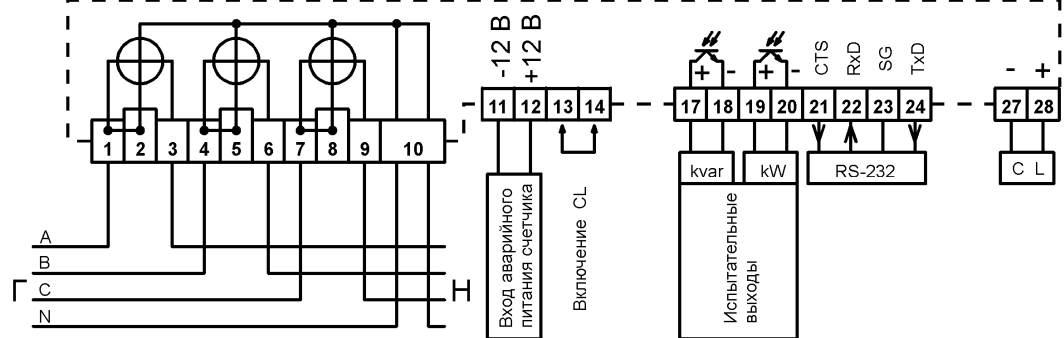 -12 В
+12 В
CTS
RxD
SG
TxD
+ -
+ -
- +
11 12 13 14
17 18 19 20 21 22 23 24
27 28
1 2 3 4 5 6 7 8 9 10
kvar
kW
RS-232
C L
A
B
C
N
Г
Н
Вход аварийного
питания счетчика
Включение CL
Испытательные
выходы